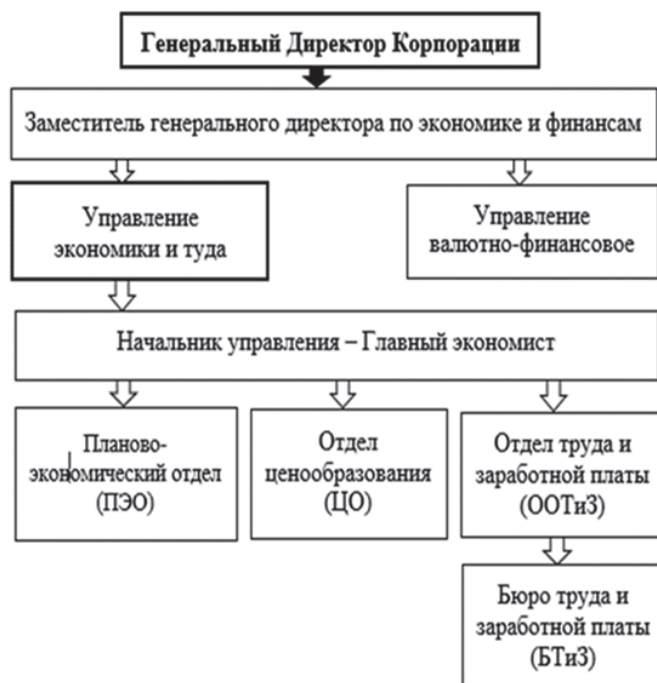 Генеральный Директор Корпорации
Заместитель генерального директора по экономике и финансам
Управление
экономики и туда
Управление
валютно-финансовое
Начальник управления – Главный экономист
Планово-
экономический отдел
(ПЭО)
Отдел
ценообразования
(ЦО)
Отдел труда и
заработной платы
(ООТиЗ)
Бюро труда и
заработной платы
(БТиЗ)